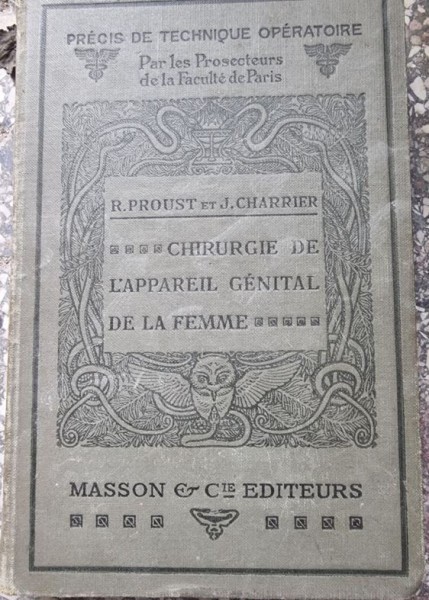 PRÉCIS DE TECHNIQUE OPÉRATOIRE
Par les Prosecteurs
de la Faculté de Paris
R. PROUST ET J. CHARRIER
CHIRURGIE DE
L'APPAREIL GÉNITAL
DE LA FEMME
MASSON & CIE EDITEURS